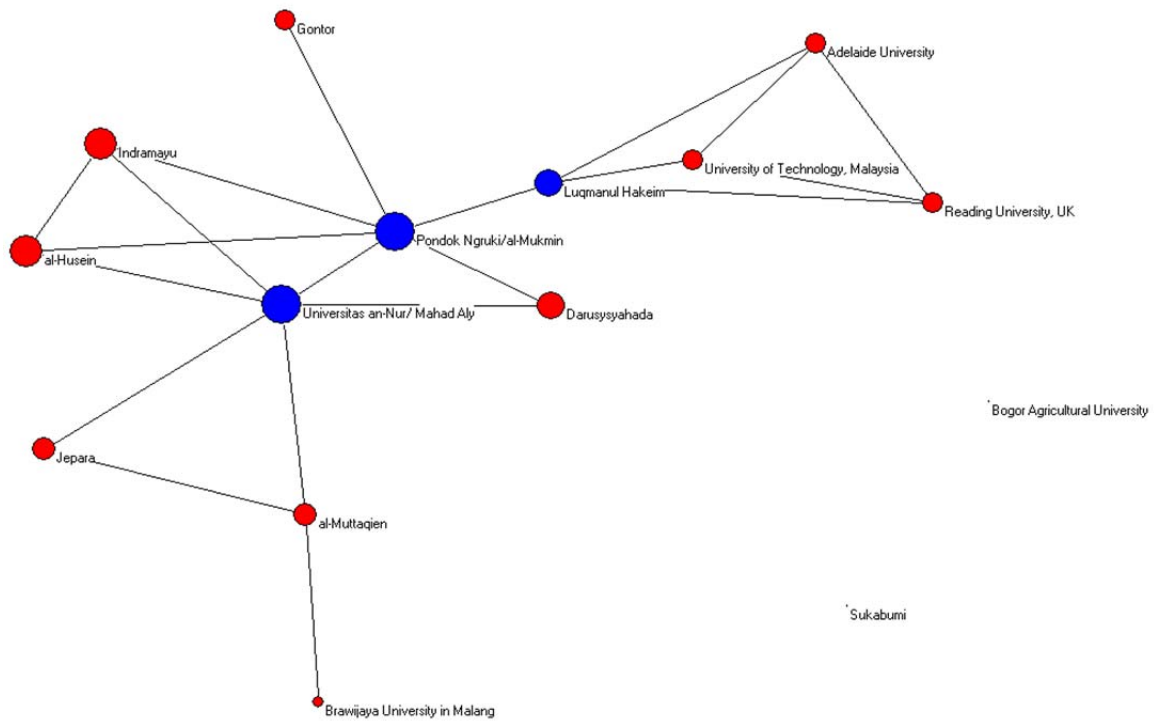 Gontor
Adelaide University
Indramayu
University of Technology, Malaysia
Luqmanul Hakeim
Reading University, UK
Pondok Ngruki/al-Mukmin
al-Husein
Universitas an-Nur/ Mahad Aly
Darusysyahada
Bogor Agricultural University
Jepara
al-Muttaqien
Sukabumi
Brawijaya University in Malang